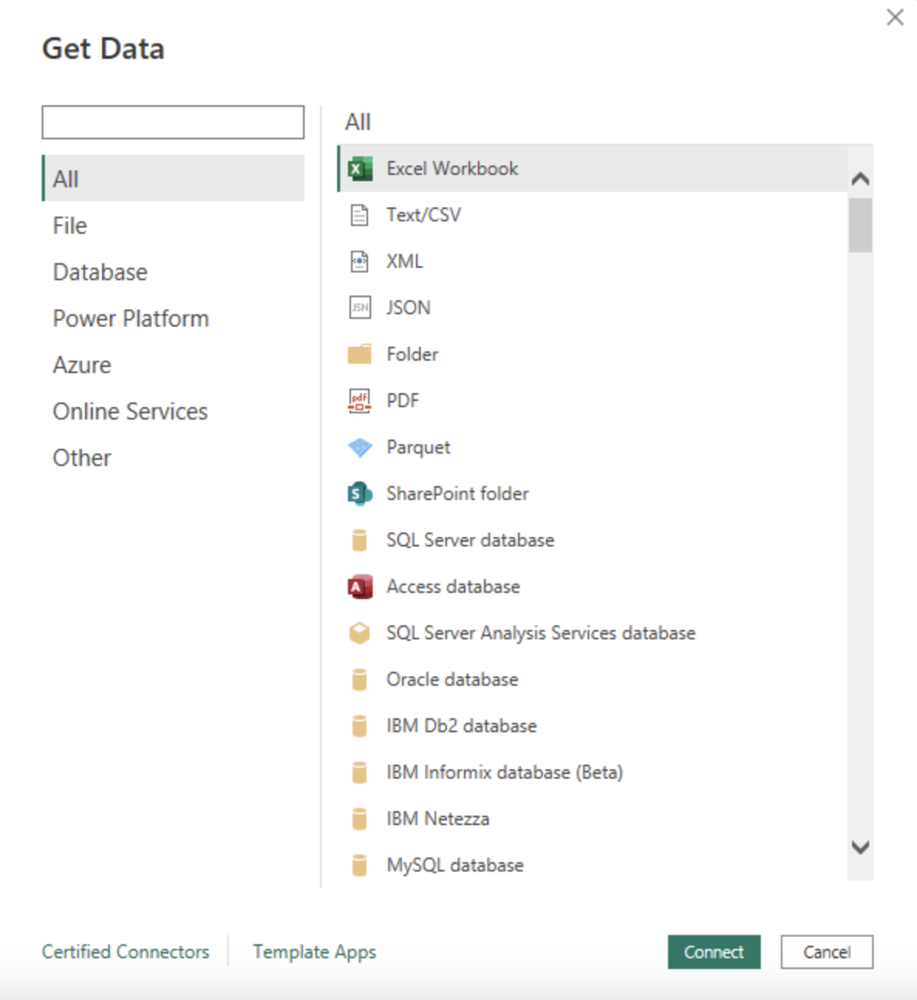 Get Data
All
File
Database
Power Platform
Azure
Online Services
Other
All
Excel Workbook
Text/CSV
XML
JSON
Folder
PDF
Parquet
SharePoint folder
SQL Server database
Access database
SQL Server Analysis Services database
Oracle database
IBM Db2 database
IBM Informix database (Beta)
IBM Netezza
MySQL database
Certified Connectors
Template Apps
Connect
Cancel